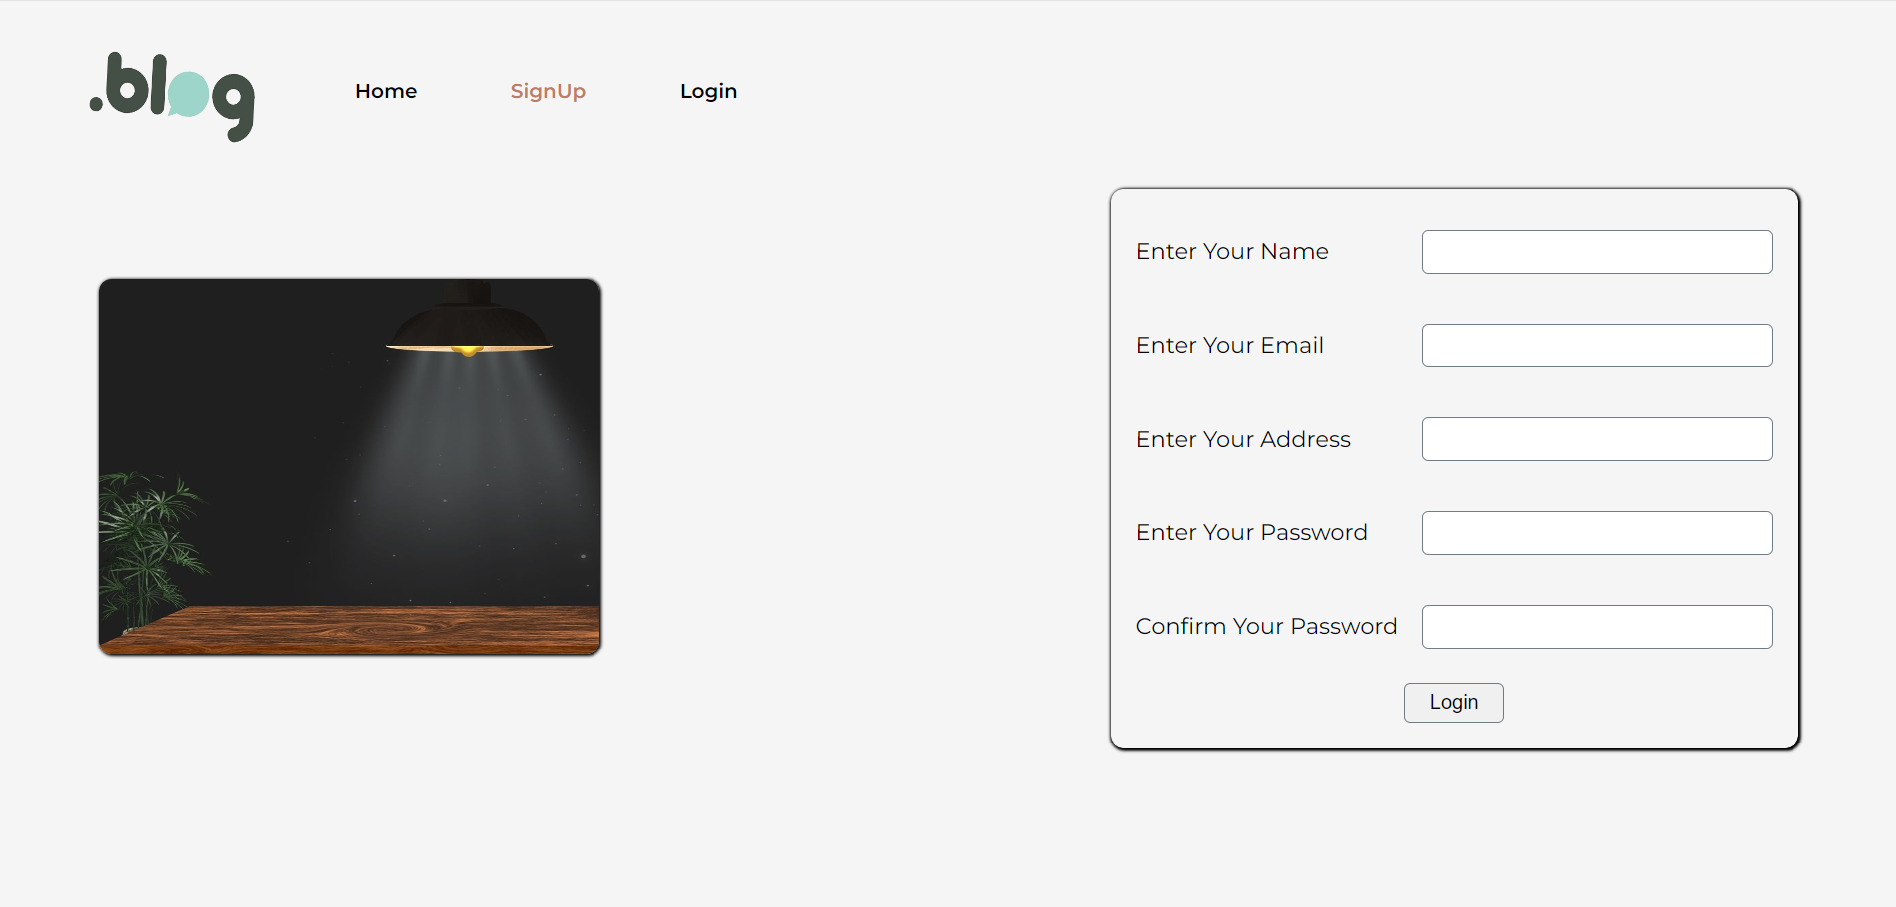 .blog
Home SignUp Login
Enter Your Name
Enter Your Email
Enter Your Address
Enter Your Password
Confirm Your Password
Login